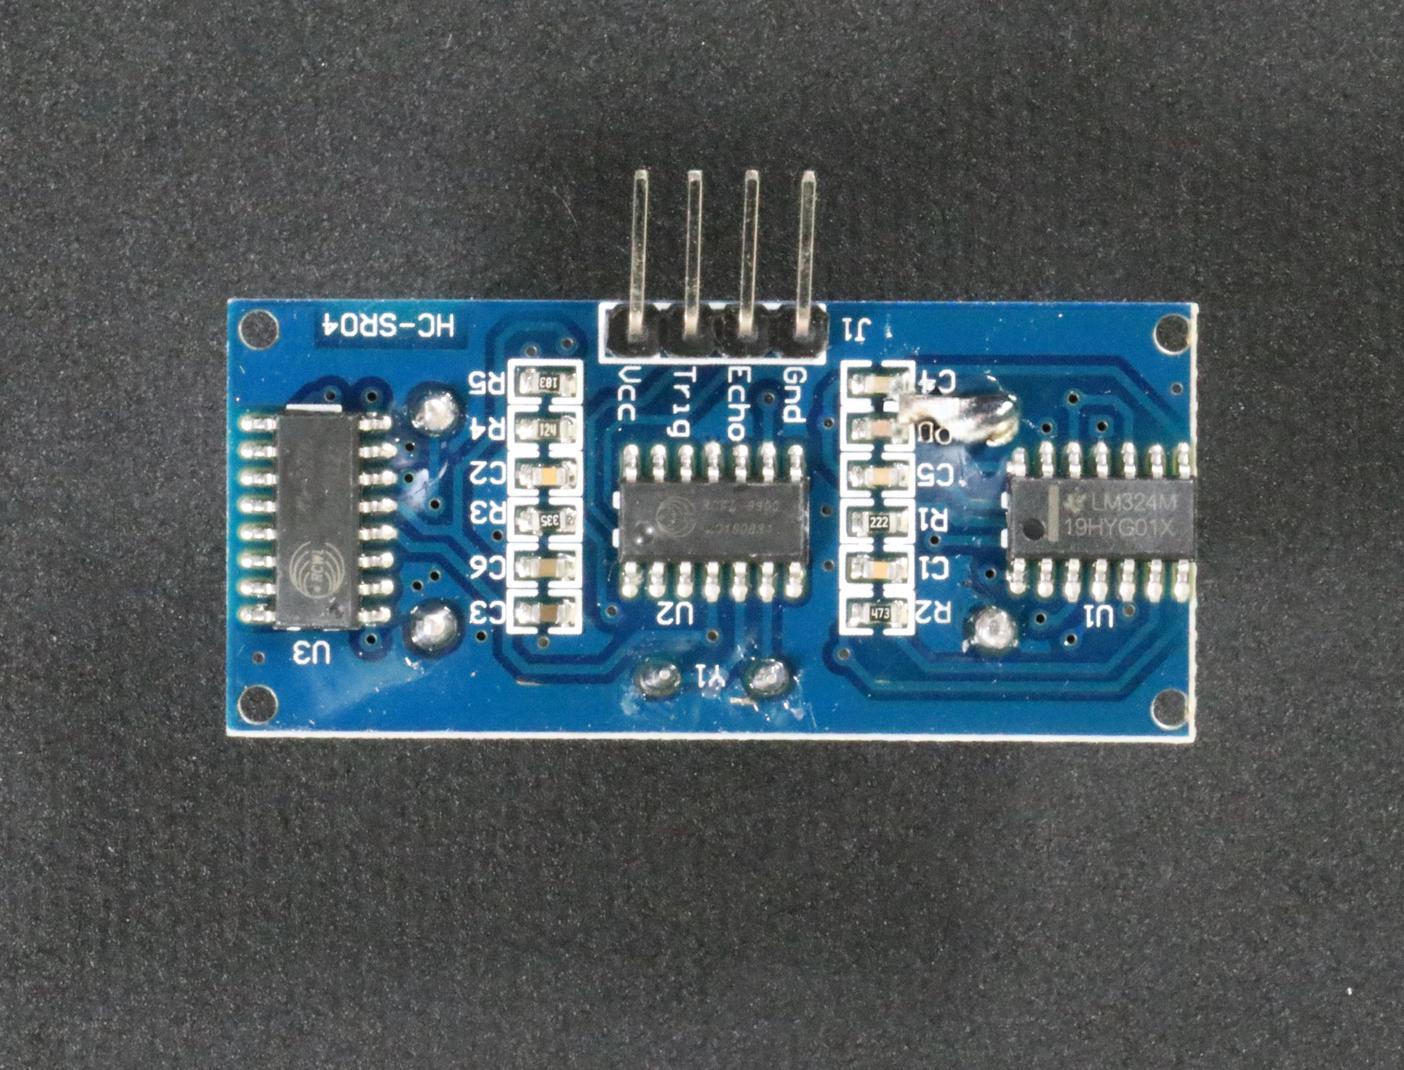 HC-SR04
J1
R5
183
Vcc
Trig
Echo
Gnd
C4
R4
124
C2
C5
R3
335
R1
222
LM324M
19HYG01X
C6
C1
C3
U2
R2
473
U1
U3
RCWL
Y1